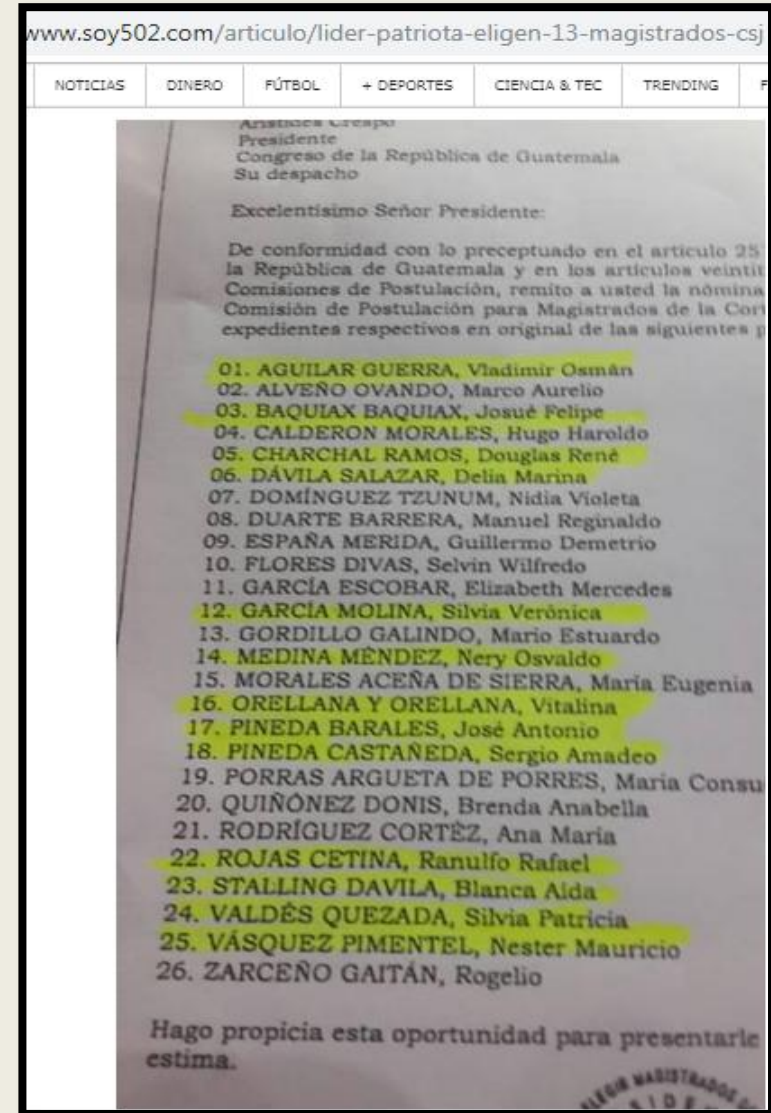 www.soy502.com/articulo/lider-patriota-eligen-13-magistrados-csj
NOTICIAS DINERO FÚTBOL + DEPORTES CIENCIA & TEC TRENDING F
Arístides Crespo
Presidente
Congreso de la República de Guatemala
Su despacho
Excelentísimo Señor Presidente:
De conformidad con lo preceptuado en el artículo 25
la República de Guatemala y en los artículos veintit
Comisiones de Postulación, remito a usted la nómina
Comisión de Postulación para Magistrados de la Cort
expedientes respectivos en original de las siguientes p
01. AGUILAR GUERRA, Vladimir Osmán
02. ALVEÑO OVANDO, Marco Aurelio
03. BAQUIAX BAQUIAX, Josué Felipe
04. CALDERON MORALES, Hugo Haroldo
05. CHARCHAL RAMOS, Douglas René
06. DÁVILA SALAZAR, Delia Marina
07. DOMÍNGUEZ TZUNUM, Nidia Violeta
08. DUARTE BARRERA, Manuel Reginaldo
09. ESPAÑA MERIDA, Guillermo Demetrio
10. FLORES DIVAS, Selvin Wilfredo
11. GARCÍA ESCOBAR, Elizabeth Mercedes
12. GARCÍA MOLINA, Silvia Verónica
13. GORDILLO GALINDO, Mario Estuardo
14. MEDINA MÉNDEZ, Nery Osvaldo
15. MORALES ACEÑA DE SIERRA, María Eugenia
16. ORELLANA Y ORELLANA, Vitalina
17. PINEDA BARALES, José Antonio
18. PINEDA CASTAÑEDA, Sergio Amadeo
19. PORRAS ARGUETA DE PORRES, María Consu
20. QUIÑÓNEZ DONIS, Brenda Anabella
21. RODRÍGUEZ CORTÉZ, Ana María
22. ROJAS CETINA, Ranulfo Rafael
23. STALLING DAVILA, Blanca Aída
24. VALDÉS QUEZADA, Silvia Patricia
25. VÁSQUEZ PIMENTEL, Nester Mauricio
26. ZARCEÑO GAITÁN, Rogelio
Hago propicia esta oportunidad para presentarle
estima.
ELEGIR MAGISTRADOS